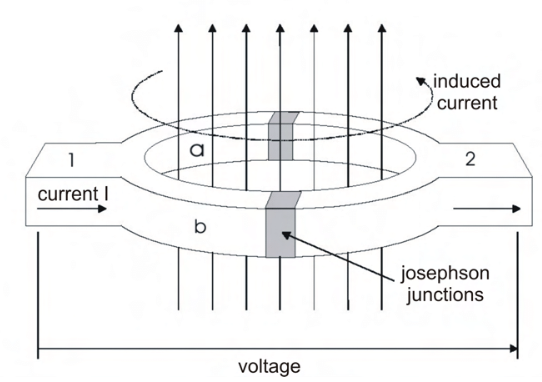 induced
current
a
1
2
current I
b
josephson
junctions
voltage